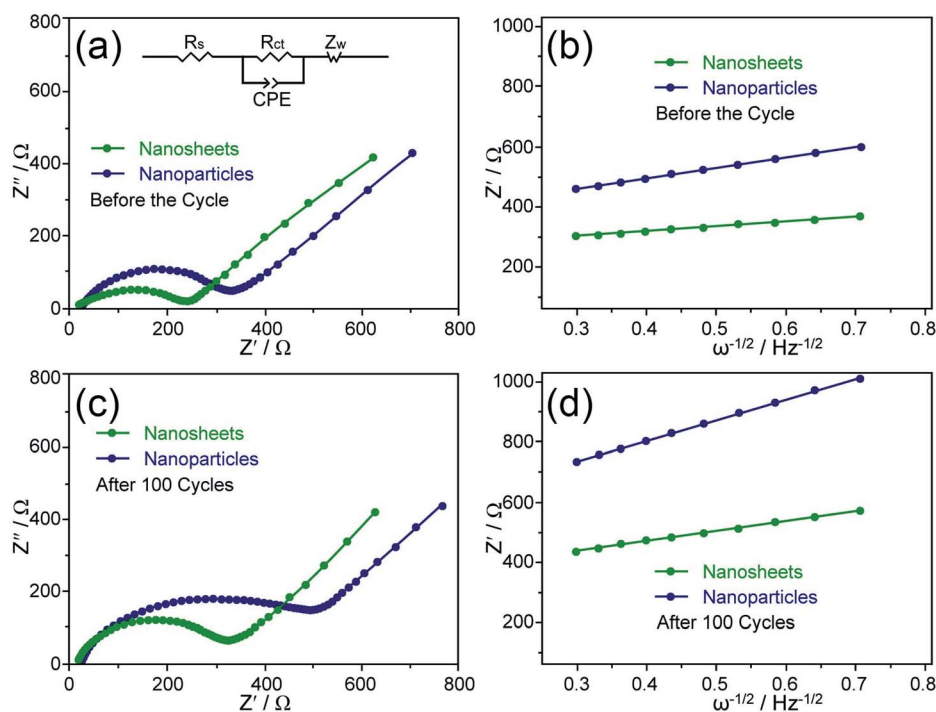 (a)
Rs
Rct
Zw
CPE
Nanosheets
Nanoparticles
Before the Cycle
Z″ / Ω
800
600
400
200
0
0 200 400 600 800
Z′ / Ω
(b)
Nanosheets
Nanoparticles
Before the Cycle
Z′ / Ω
1000
800
600
400
200
0.3 0.4 0.5 0.6 0.7 0.8
ω-1/2 / Hz-1/2
(c)
Nanosheets
Nanoparticles
After 100 Cycles
Z″ / Ω
800
600
400
200
0
0 200 400 600 800
Z′ / Ω
(d)
Nanosheets
Nanoparticles
After 100 Cycles
Z′ / Ω
1000
800
600
400
200
0.3 0.4 0.5 0.6 0.7 0.8
ω-1/2 / Hz-1/2